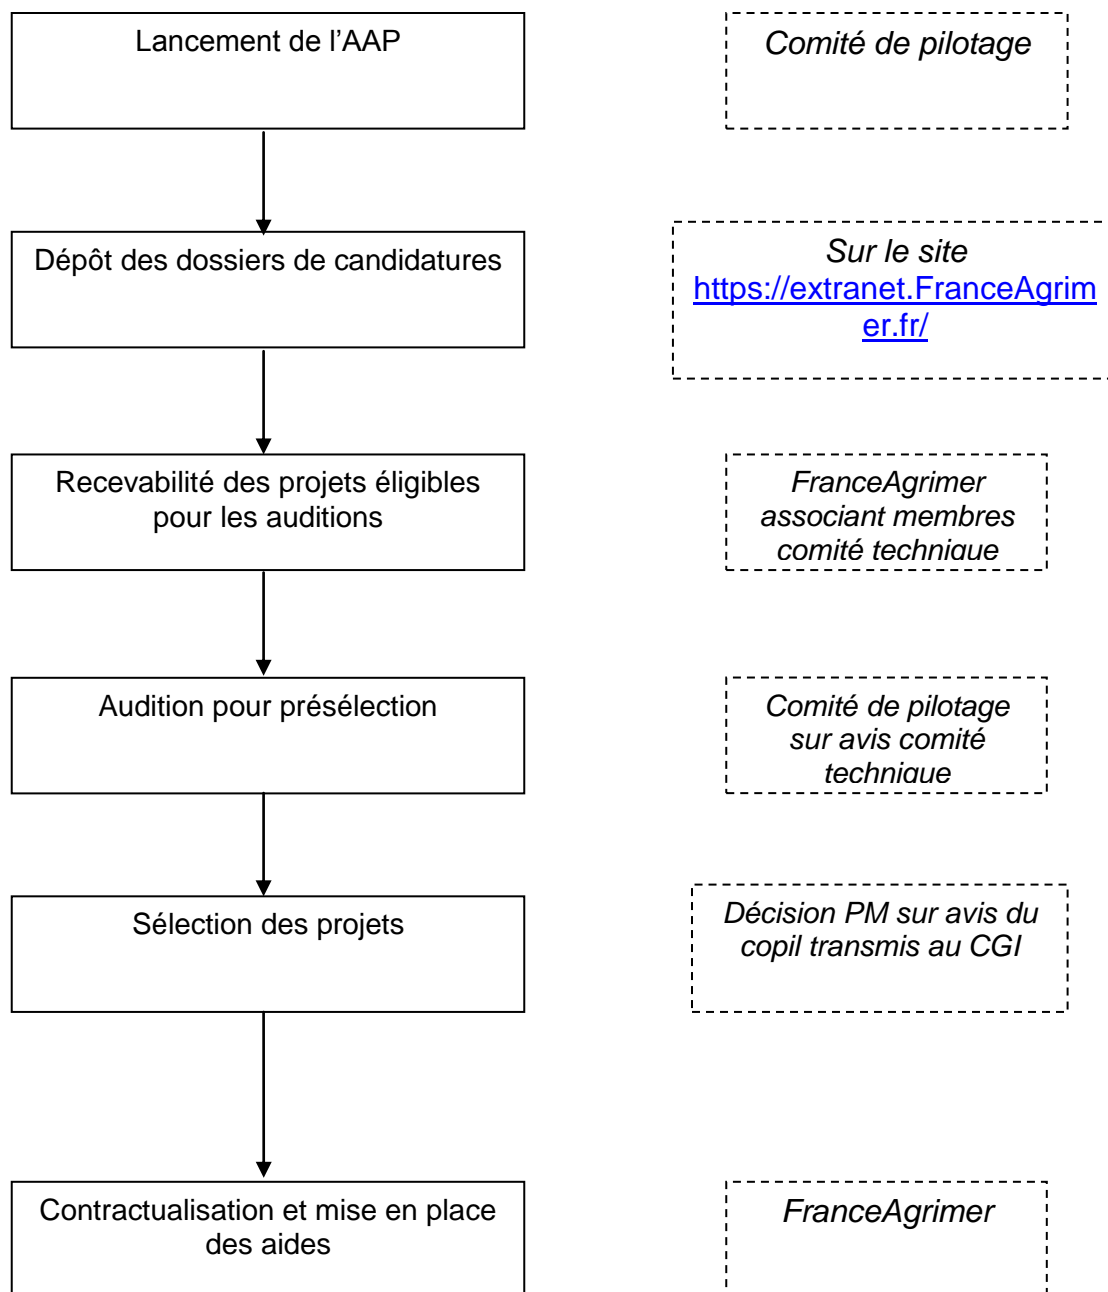 Lancement de l’AAP
Comité de pilotage
Dépôt des dossiers de candidatures
Sur le site
https://extranet.FranceAgrim
er.fr/
Recevabilité des projets éligibles
pour les auditions
FranceAgrimer
associant membres
comité technique
Audition pour présélection
Comité de pilotage
sur avis comité
technique
Sélection des projets
Décision PM sur avis du
copil transmis au CGI
Contractualisation et mise en place
des aides
FranceAgrimer